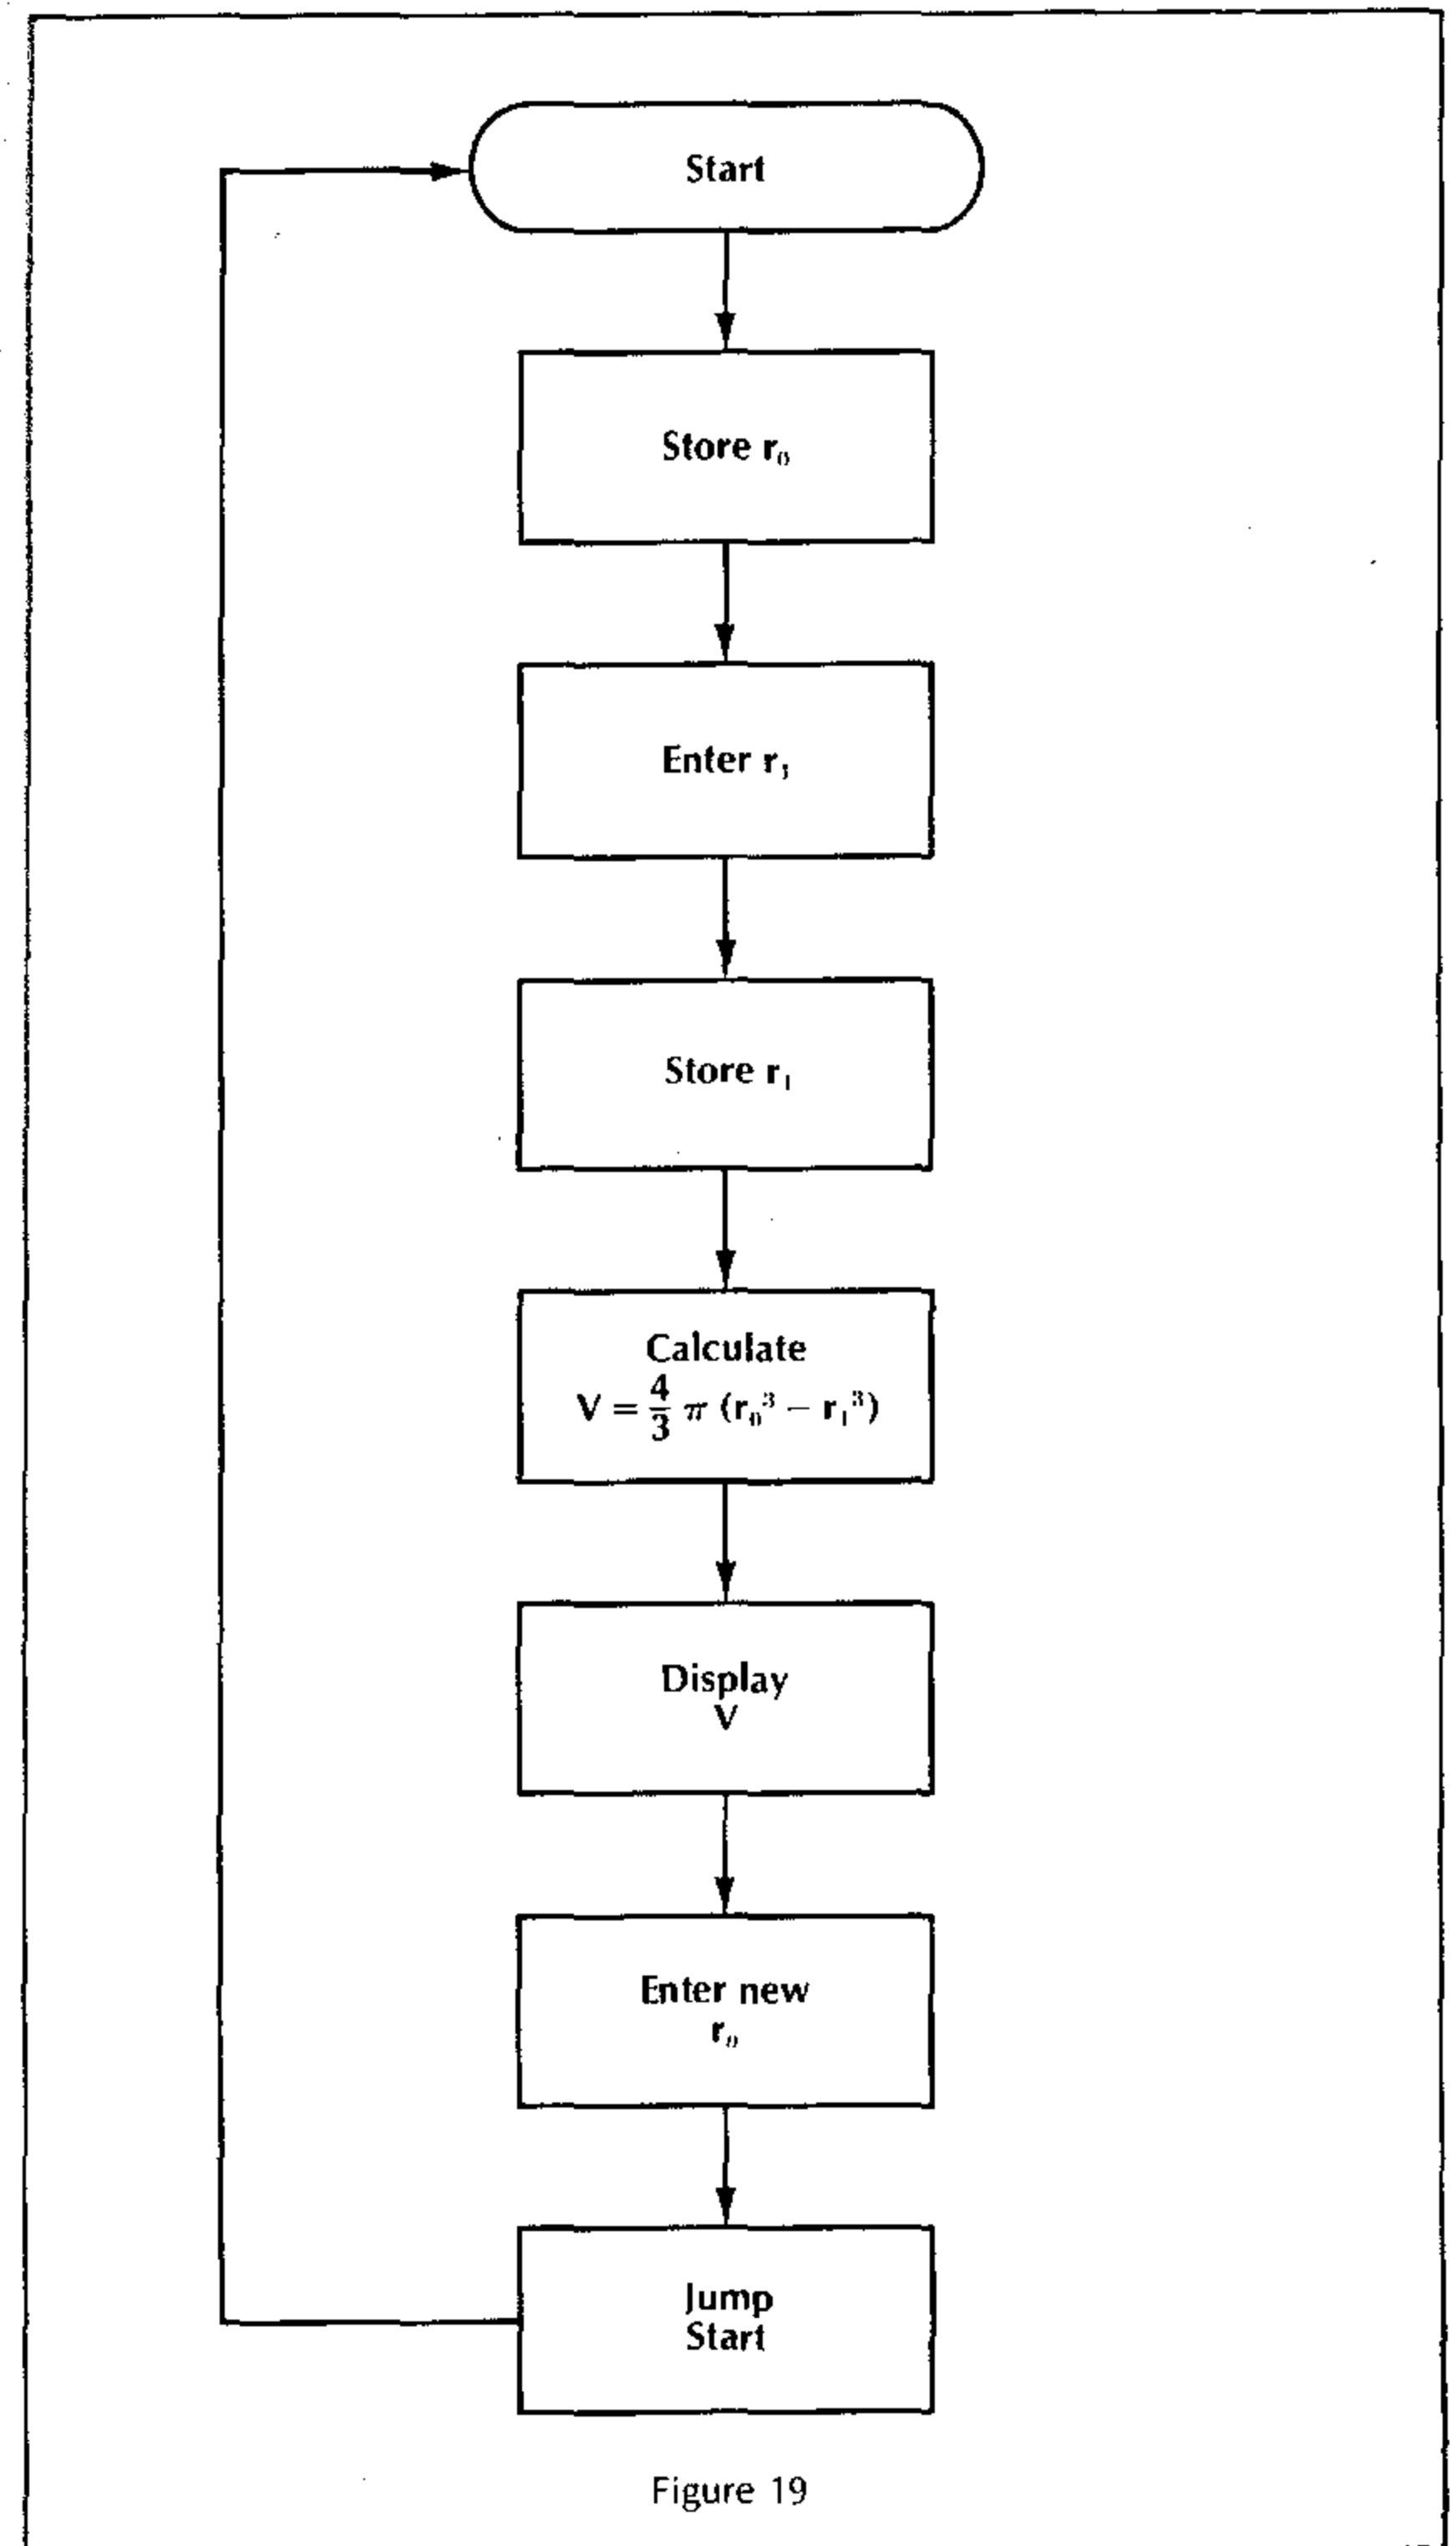 Start
Store r₀
Enter r₁
Store r₁
Calculate
V = 4/3 π (r₀³ − r₁³)
Display
V
Enter new
r₀
Jump
Start
Figure 19